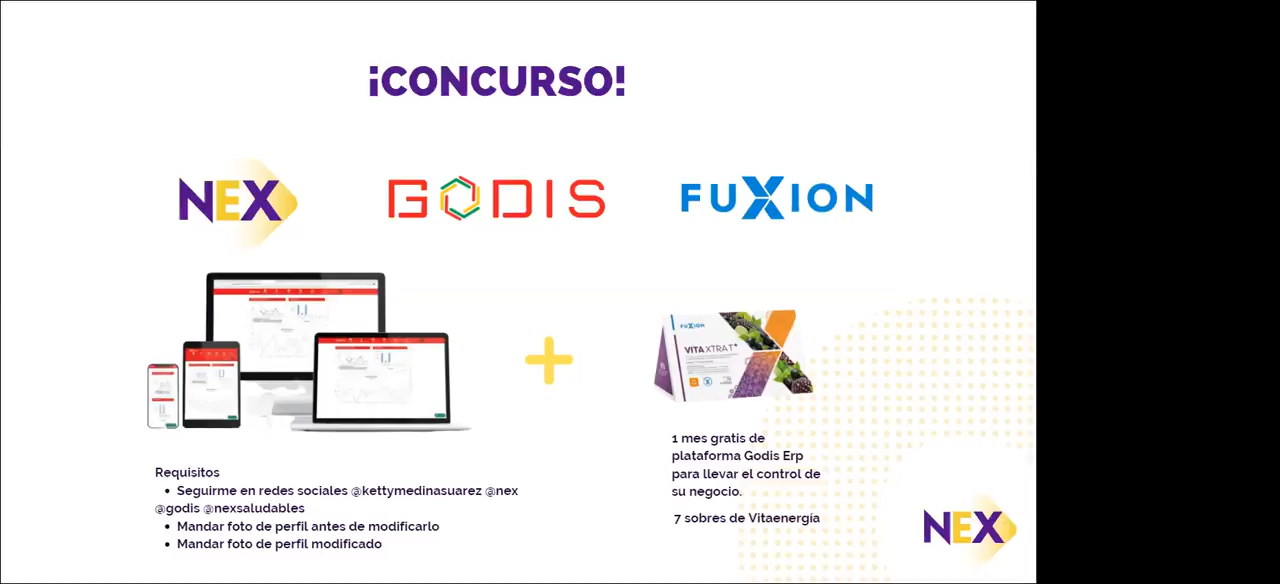 ¡CONCURSO!
NEX
GODIS
FUXION
FUXION
VITA XTRA T+
Requisitos
• Seguirme en redes sociales @kettymedinasuarez @nex
@godis @nexsaludables
• Mandar foto de perfil antes de modificarlo
• Mandar foto de perfil modificado
1 mes gratis de
plataforma Godis Erp
para llevar el control de
su negocio.
7 sobres de Vitaenergía
NEX